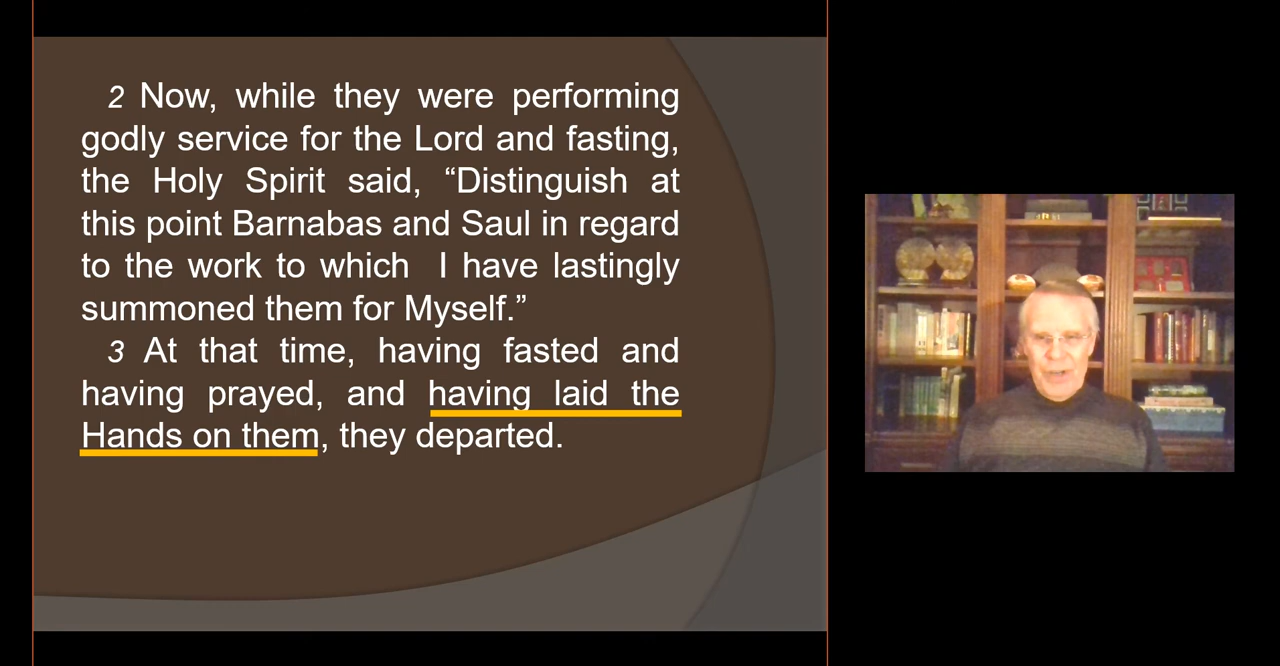 2 Now, while they were performing
godly service for the Lord and fasting,
the Holy Spirit said, “Distinguish at
this point Barnabas and Saul in regard
to the work to which I have lastingly
summoned them for Myself.”
3 At that time, having fasted and
having prayed, and having laid the
Hands on them, they departed.